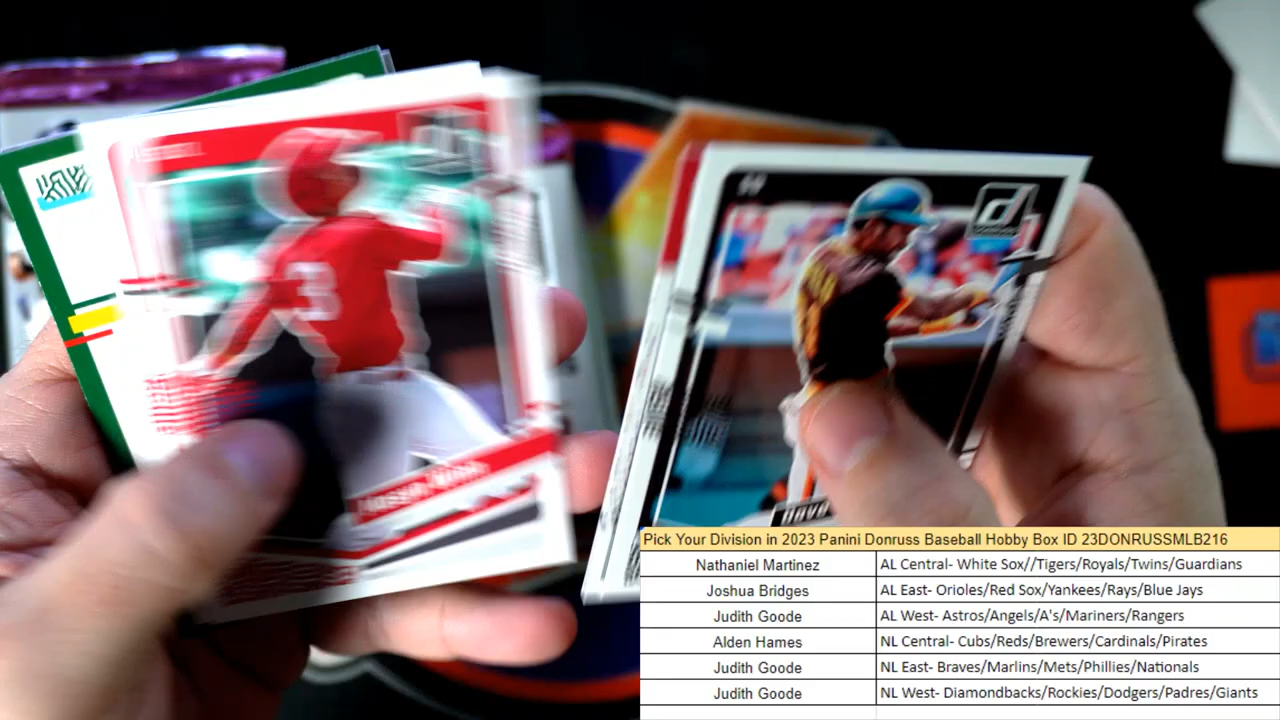 3
Pick Your Division in 2023 Panini Donruss Baseball Hobby Box ID 23DONRUSSMLB216
Nathaniel Martinez AL Central- White Sox//Tigers/Royals/Twins/Guardians
Joshua Bridges AL East- Orioles/Red Sox/Yankees/Rays/Blue Jays
Judith Goode AL West- Astros/Angels/A's/Mariners/Rangers
Alden Hames NL Central- Cubs/Reds/Brewers/Cardinals/Pirates
Judith Goode NL East- Braves/Marlins/Mets/Phillies/Nationals
Judith Goode NL West- Diamondbacks/Rockies/Dodgers/Padres/Giants